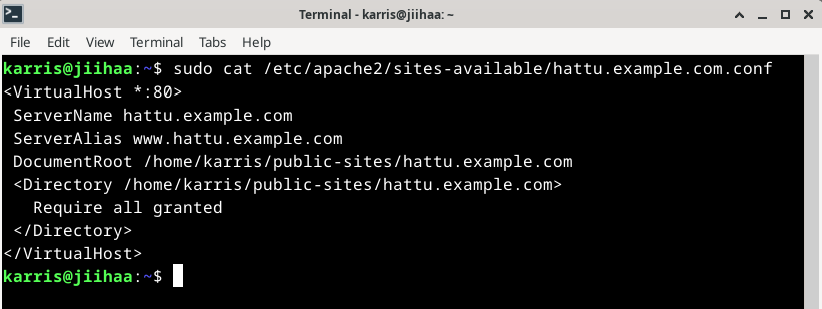 Terminal - karris@jiihaa: ~
File Edit View Terminal Tabs Help
karris@jiihaa:~$ sudo cat /etc/apache2/sites-available/hattu.example.com.conf
<VirtualHost *:80>
 ServerName hattu.example.com
 ServerAlias www.example.com
 DocumentRoot /home/karris/public-sites/hattu.example.com
 <Directory /home/karris/public-sites/hattu.example.com>
   Require all granted
 </Directory>
</VirtualHost>
karris@jiihaa:~$